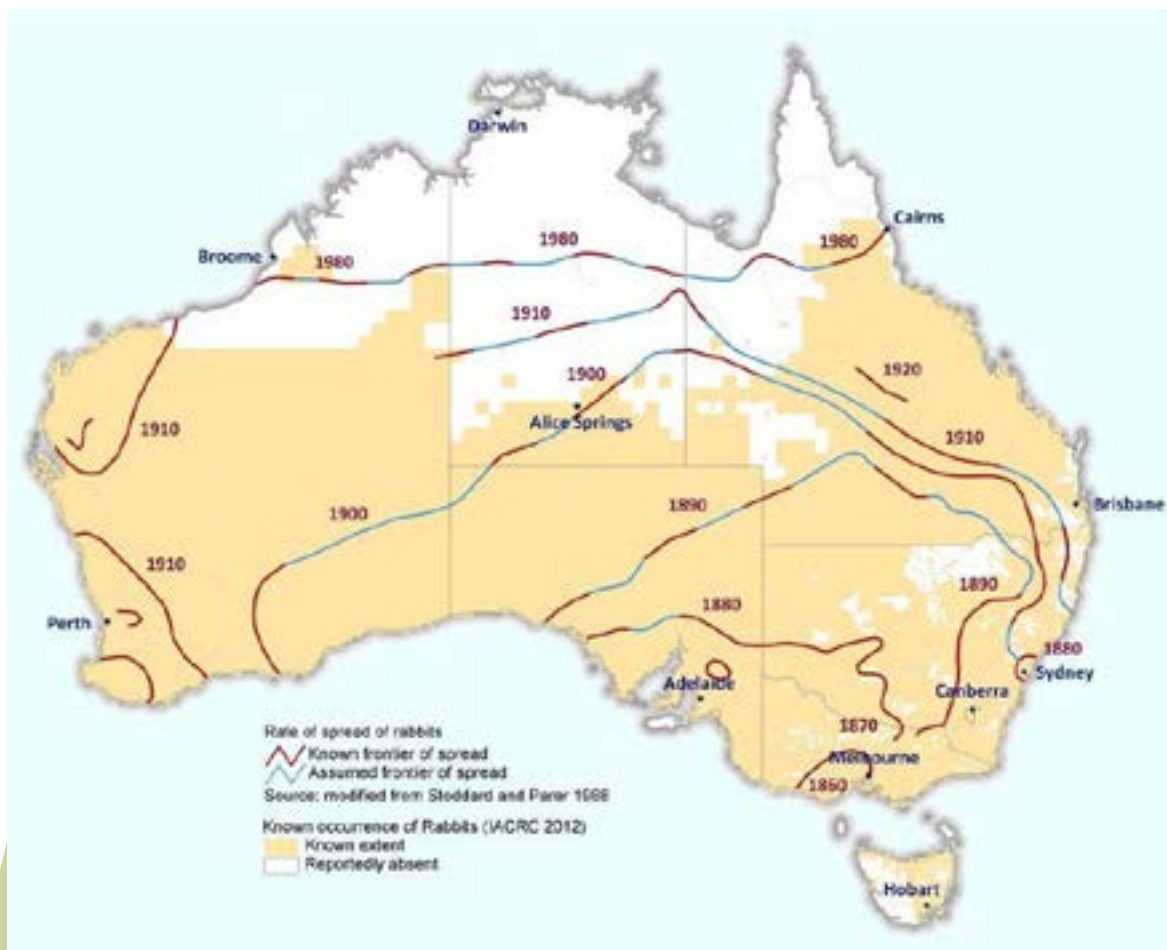 Darwin
Cairns
1980
1980
Broome
1980
1910
1900
1920
Alice Springs
1910
1910
1890
1900
Brisbane
1910
1890
1880
Perth
1880
Sydney
Adelaide
Canberra
1870
Melbourne
1860
Rate of spread of rabbits
Known frontier of spread
Assumed frontier of spread
Source: modified from Stoddard and Parer 1988
Known occurrence of Rabbits (IACRC 2012)
Known extent
Reportedly absent
Hobart